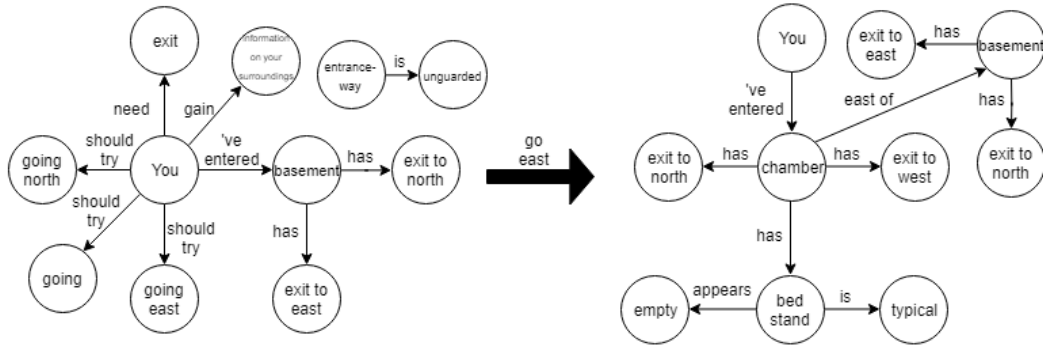 exit
information
on your
surroundings
entrance-
way
is
unguarded
need
gain
should
try
going
north
You
've
entered
basement
has
exit to
north
should
try
going
should
try
going
east
has
exit to
east
go
east
You
exit to
east
has
basement
've
entered
east of
has
exit to
north
has
chamber
has
exit to
west
exit to
north
has
empty
appears
bed
stand
is
typical